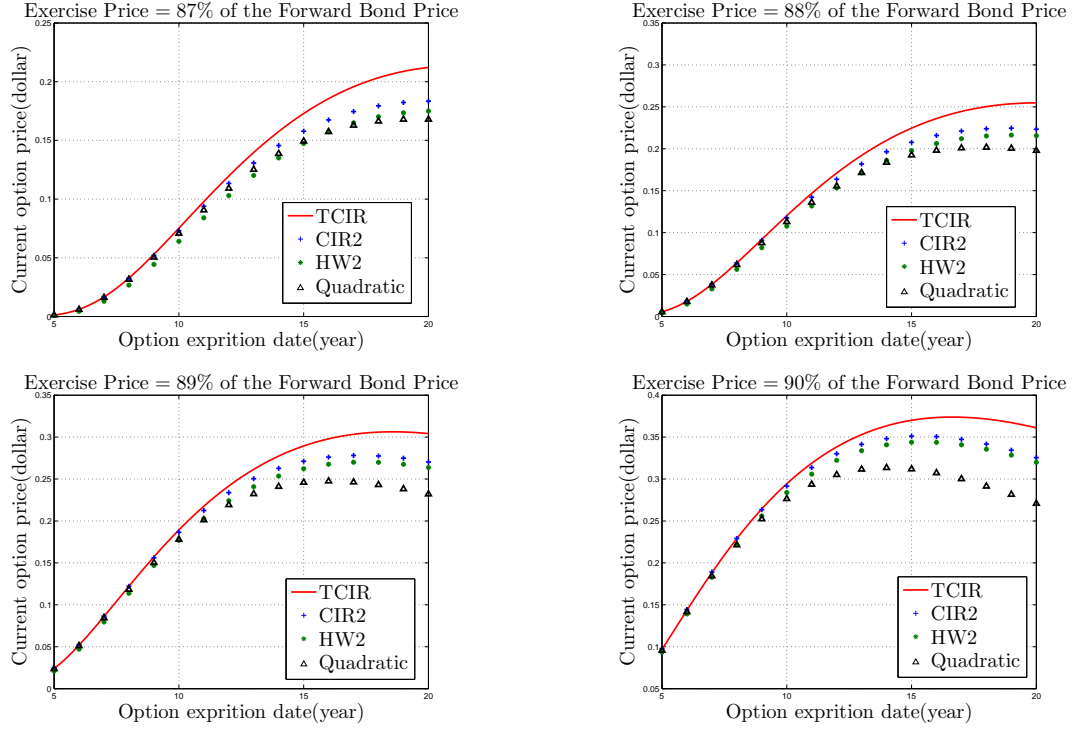 Exercise Price = 87% of the Forward Bond Price
Current option price(dollar)
0.25
0.2
0.15
0.1
0.05
0
5
10
15
20
TCIR
CIR2
HW2
Quadratic
Option exprition date(year)
Exercise Price = 88% of the Forward Bond Price
Current option price(dollar)
0.35
0.3
0.25
0.2
0.15
0.1
0.05
0
5
10
15
20
TCIR
CIR2
HW2
Quadratic
Option exprition date(year)
Exercise Price = 89% of the Forward Bond Price
Current option price(dollar)
0.35
0.3
0.25
0.2
0.15
0.1
0.05
0
5
10
15
20
TCIR
CIR2
HW2
Quadratic
Option exprition date(year)
Exercise Price = 90% of the Forward Bond Price
Current option price(dollar)
0.4
0.35
0.3
0.25
0.2
0.15
0.1
0.05
5
10
15
20
TCIR
CIR2
HW2
Quadratic
Option exprition date(year)